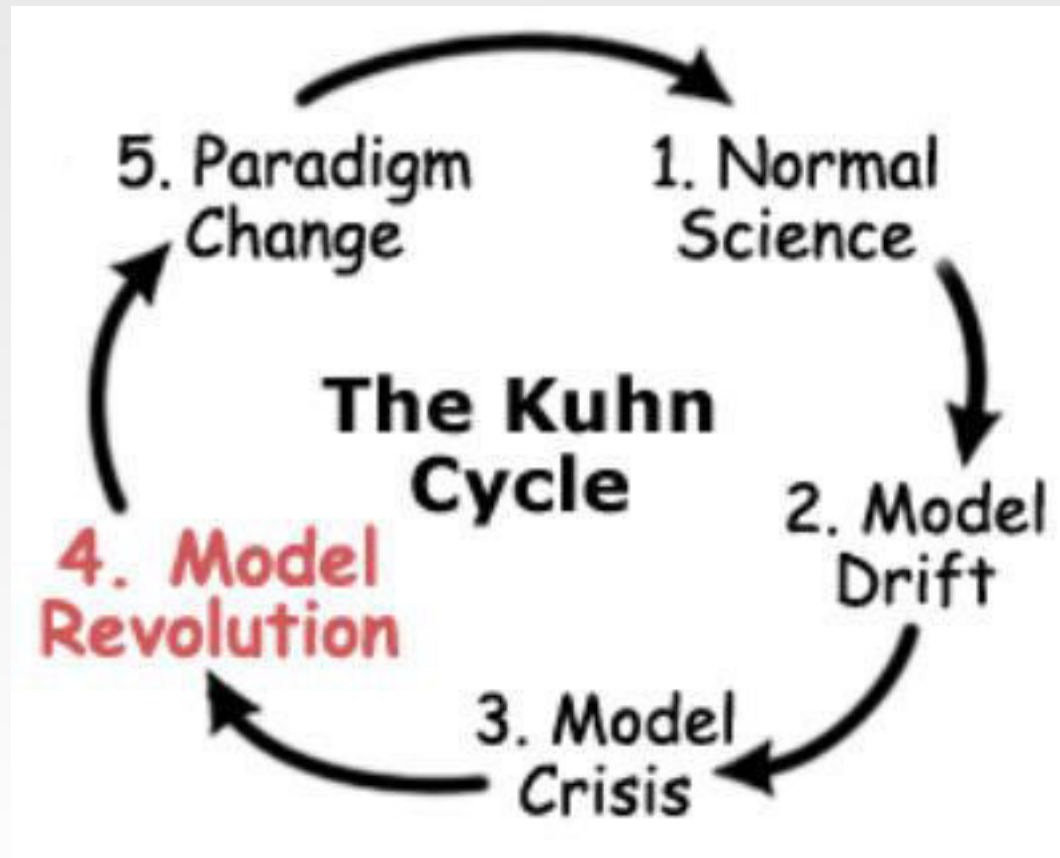 The Kuhn
Cycle
1. Normal
Science
2. Model
Drift
3. Model
Crisis
4. Model
Revolution
5. Paradigm
Change